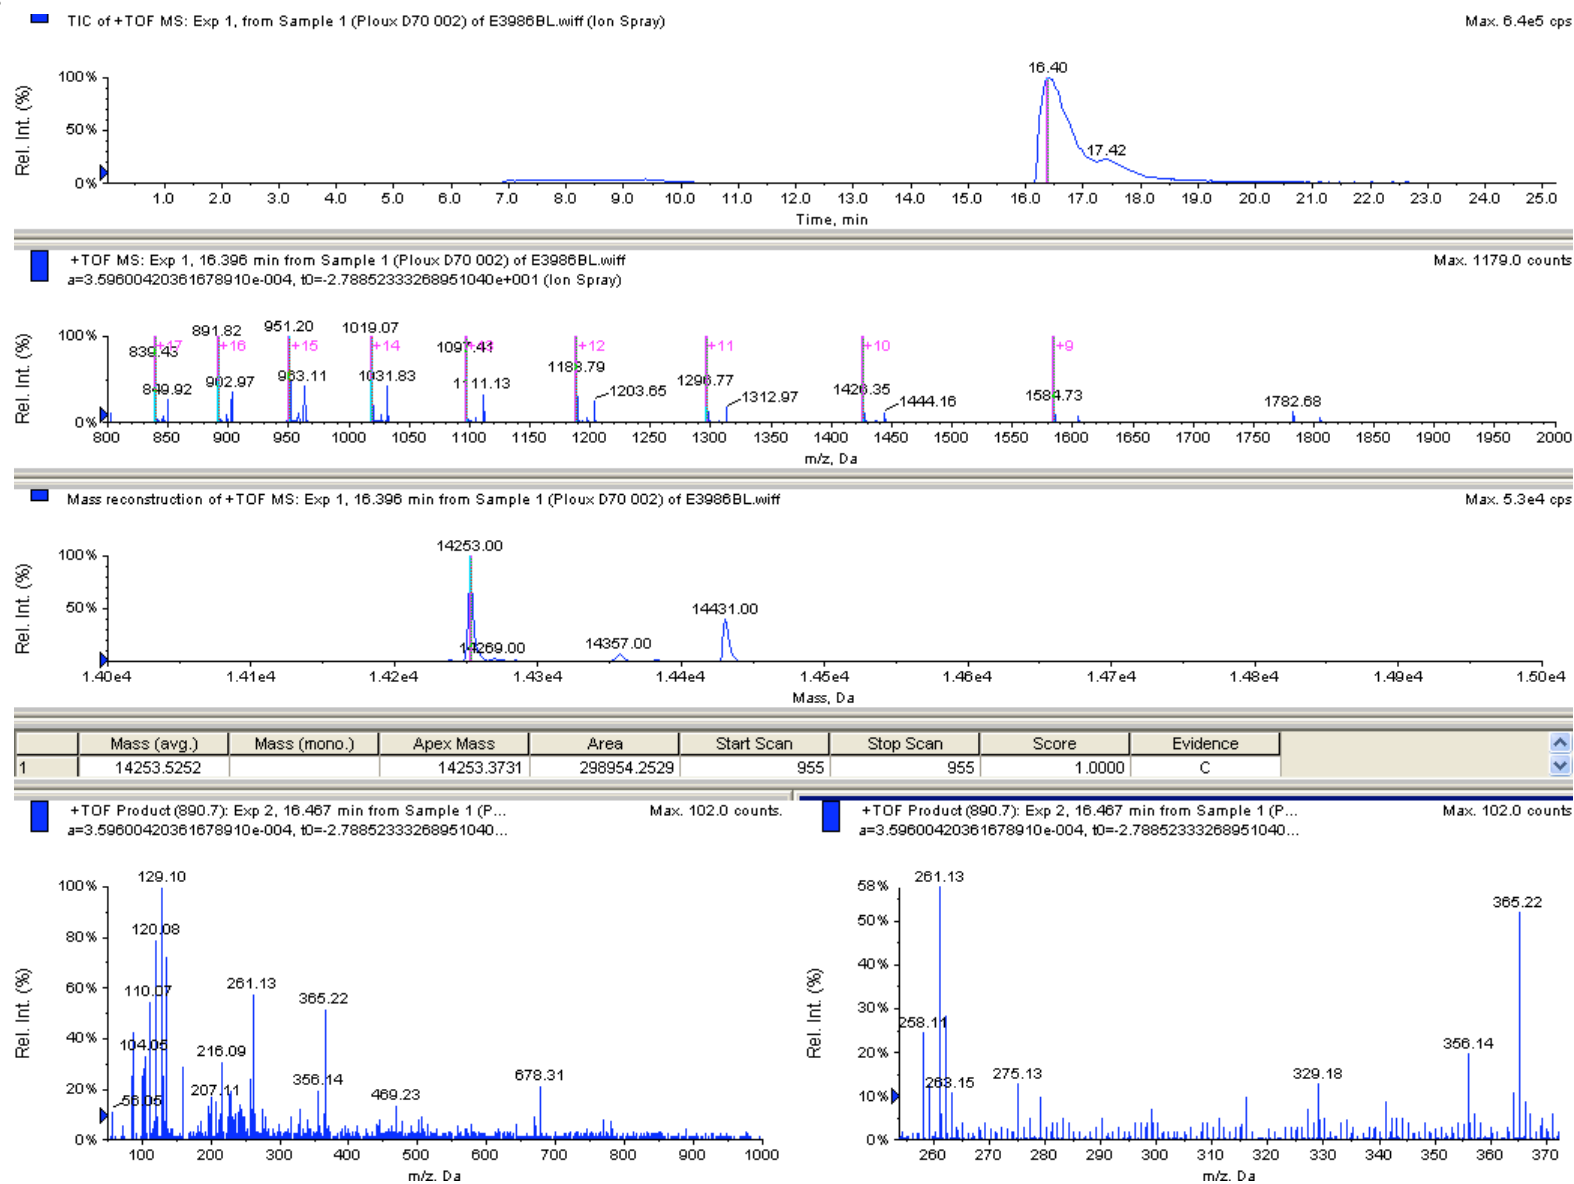 TIC of +TOF MS: Exp 1, from Sample 1 (Ploux D70 002) of E3986BL.wiff (Ion Spray) Max. 6.4e5 cps
Rel. Int. (%)
100%
50%
0%
16.40
17.42
1.0 2.0 3.0 4.0 5.0 6.0 7.0 8.0 9.0 10.0 11.0 12.0 13.0 14.0 15.0 16.0 17.0 18.0 19.0 20.0 21.0 22.0 23.0 24.0 25.0
Time, min
+TOF MS: Exp 1, 16.396 min from Sample 1 (Ploux D70 002) of E3986BL.wiff Max. 1179.0 counts
a=3.59600420361678910e-004, t0=-2.78852333268951040e+001 (Ion Spray)
Rel. Int. (%)
100%
50%
0%
839.43 891.82 951.20 1019.07 1097.41 1188.79 1296.77 1426.35 1584.73 1782.68
+17 +16 +15 +14 +13 +12 +11 +10 +9
849.92 902.97 963.11 1031.83 1111.13 1203.65 1312.97 1444.16
800 850 900 950 1000 1050 1100 1150 1200 1250 1300 1350 1400 1450 1500 1550 1600 1650 1700 1750 1800 1850 1900 1950 2000
m/z, Da
Mass reconstruction of +TOF MS: Exp 1, 16.396 min from Sample 1 (Ploux D70 002) of E3986BL.wiff Max. 5.3e4 cps
Rel. Int. (%)
100%
50%
0%
14253.00
14269.00
14357.00
14431.00
1.40e4 1.41e4 1.42e4 1.43e4 1.44e4 1.45e4 1.46e4 1.47e4 1.48e4 1.49e4 1.50e4
Mass, Da
Mass (avg.) Mass (mono.) Apex Mass Area Start Scan Stop Scan Score Evidence
1 14253.5252 14253.3731 298954.2529 955 955 1.0000 C
+TOF Product (890.7): Exp 2, 16.467 min from Sample 1 (P... Max. 102.0 counts.
a=3.59600420361678910e-004, t0=-2.78852333268951040...
Rel. Int. (%)
100%
80%
60%
40%
20%
0%
129.10
120.08
110.07
104.05
56.05
261.13
365.22
216.09
207.11
356.14
469.23
678.31
100 200 300 400 500 600 700 800 900 1000
m/z, Da
+TOF Product (890.7): Exp 2, 16.467 min from Sample 1 (P... Max. 102.0 counts
a=3.59600420361678910e-004, t0=-2.78852333268951040...
Rel. Int. (%)
58%
50%
40%
30%
20%
10%
0%
261.13
365.22
258.11
263.15
275.13
329.18
356.14
260 270 280 290 300 310 320 330 340 350 360 370
m/z, Da